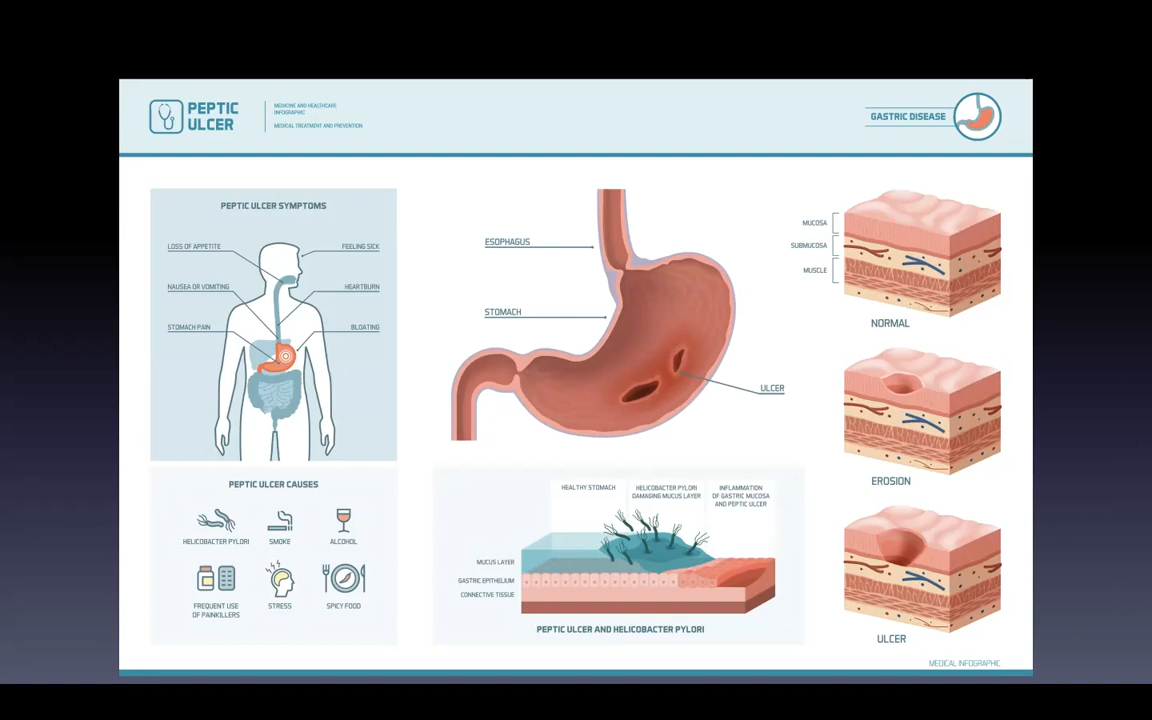 PEPTIC
ULCER
MEDICINE AND HEALTHCARE
INFOGRAPHIC
MEDICAL TREATMENT AND PREVENTION
GASTRIC DISEASE
PEPTIC ULCER SYMPTOMS
LOSS OF APPETITE
FEELING SICK
NAUSEA OR VOMITING
HEARTBURN
STOMACH PAIN
BLOATING
ESOPHAGUS
STOMACH
ULCER
MUCOSA
SUBMUCOSA
MUSCLE
NORMAL
EROSION
ULCER
PEPTIC ULCER CAUSES
HELICOBACTER PYLORI
SMOKE
ALCOHOL
FREQUENT USE
OF PAINKILLERS
STRESS
SPICY FOOD
HEALTHY STOMACH
HELICOBACTER PYLORI
DAMAGING MUCUS LAYER
INFLAMMATION
OF GASTRIC MUCOSA
AND PEPTIC ULCER
MUCUS LAYER
GASTRIC EPITHELIUM
CONNECTIVE TISSUE
PEPTIC ULCER AND HELICOBACTER PYLORI
MEDICAL INFOGRAPHIC